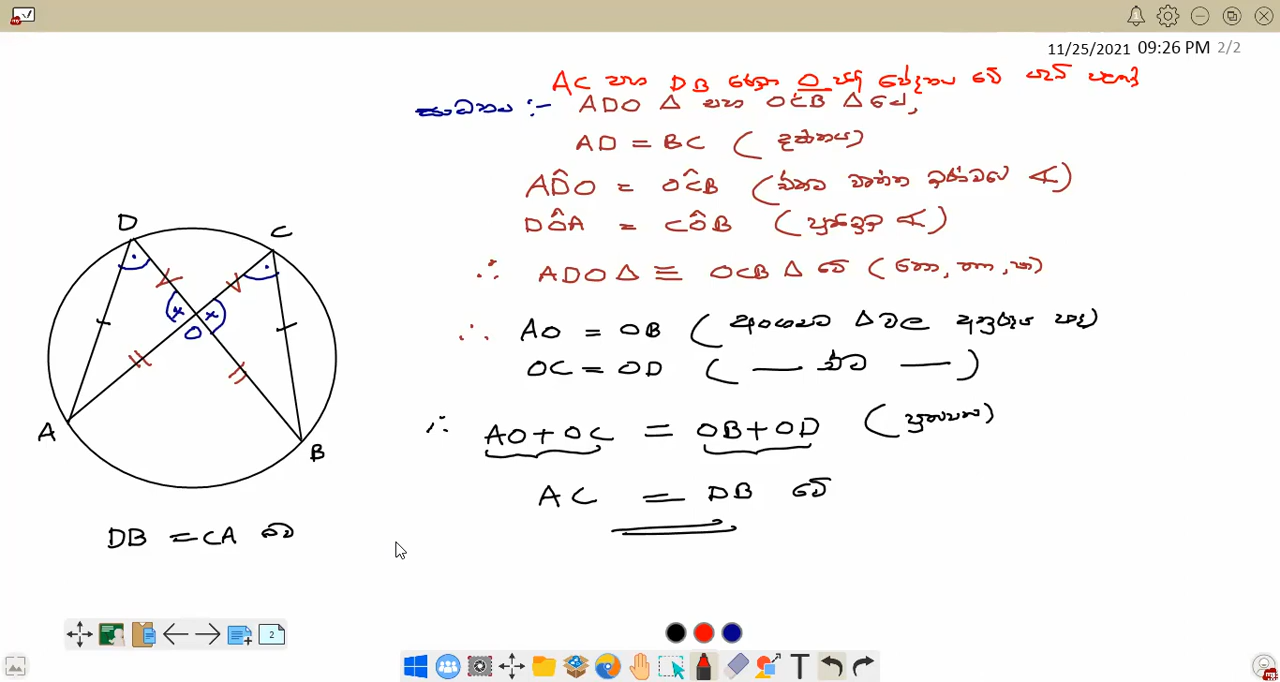 11/25/2021 09:26 PM 2/2
AC සහ DB රේඛා O හිදී ඡේදනය වේ යැයි ගනිමු
සාධනය :- ADO Δ සහ OCB Δ වල,
AD = BC (දත්තය)
AD̂O = OĈB (එකම වෘත්ත ඛණ්ඩයේ ∢)
DÔA = CÔB (ප්‍රතිමුඛ ∢)
∴ ADO Δ ≡ OCB Δ වේ (කෝ, කෝ, පා)
∴ AO = OB (අංගසම Δ වල අනුරූප පාද)
OC = OD ( — එම — )
∴ AO + OC = OB + OD (ප්‍රත්‍යක්ෂ)
AC = DB වේ
D
C
O
A
B
DB = CA බව
2
T